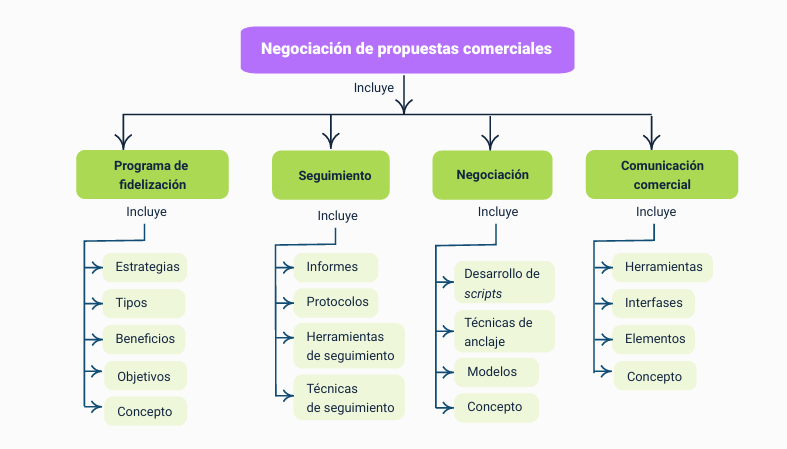 Negociación de propuestas comerciales
Incluye
Programa de
fidelización
Incluye
Estrategias
Tipos
Beneficios
Objetivos
Concepto
Seguimiento
Incluye
Informes
Protocolos
Herramientas
de seguimiento
Técnicas
de seguimiento
Negociación
Incluye
Desarrollo de
scripts
Técnicas de
anclaje
Modelos
Concepto
Comunicación
comercial
Incluye
Herramientas
Interfases
Elementos
Concepto